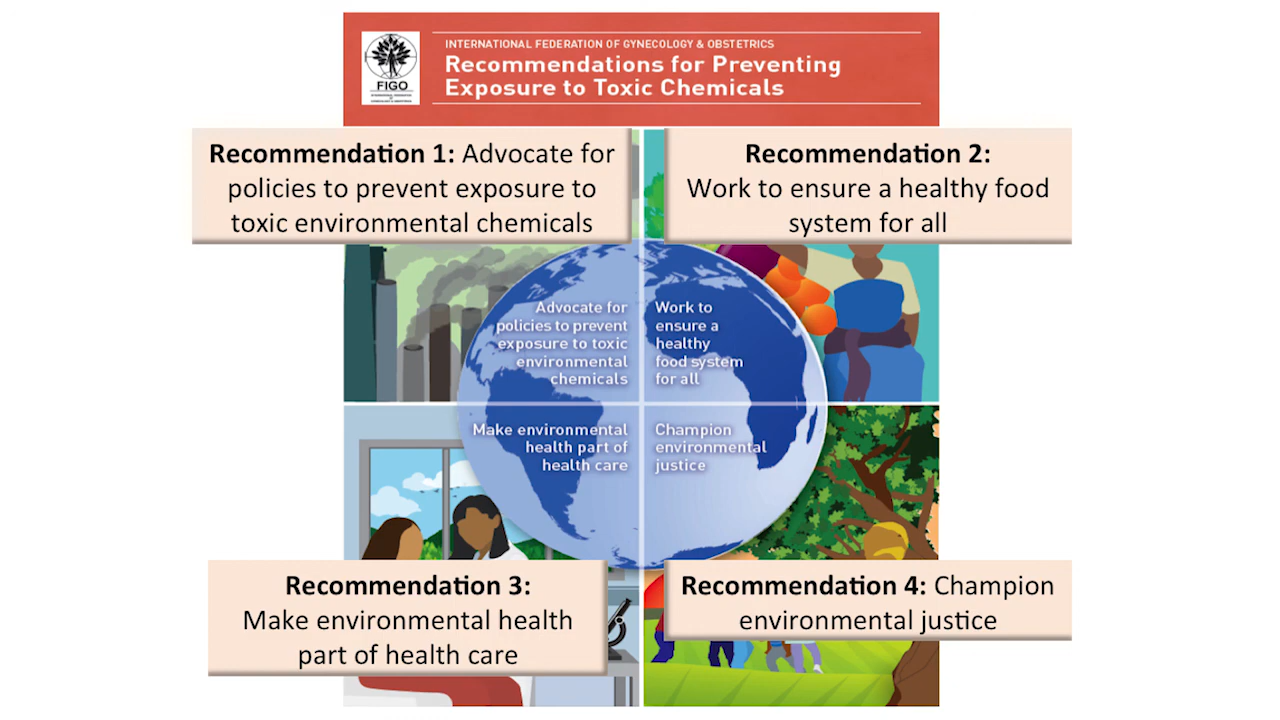 INTERNATIONAL FEDERATION OF GYNECOLOGY & OBSTETRICS
Recommendations for Preventing
Exposure to Toxic Chemicals
FIGO
Recommendation 1: Advocate for
policies to prevent exposure to
toxic environmental chemicals
Recommendation 2:
Work to ensure a healthy food
system for all
Advocate for
policies to prevent
exposure to toxic
environmental
chemicals
Work to
ensure a
healthy
food system
for all
Make environmental
health part of
health care
Champion
environmental
justice
Recommendation 3:
Make environmental health
part of health care
Recommendation 4: Champion
environmental justice